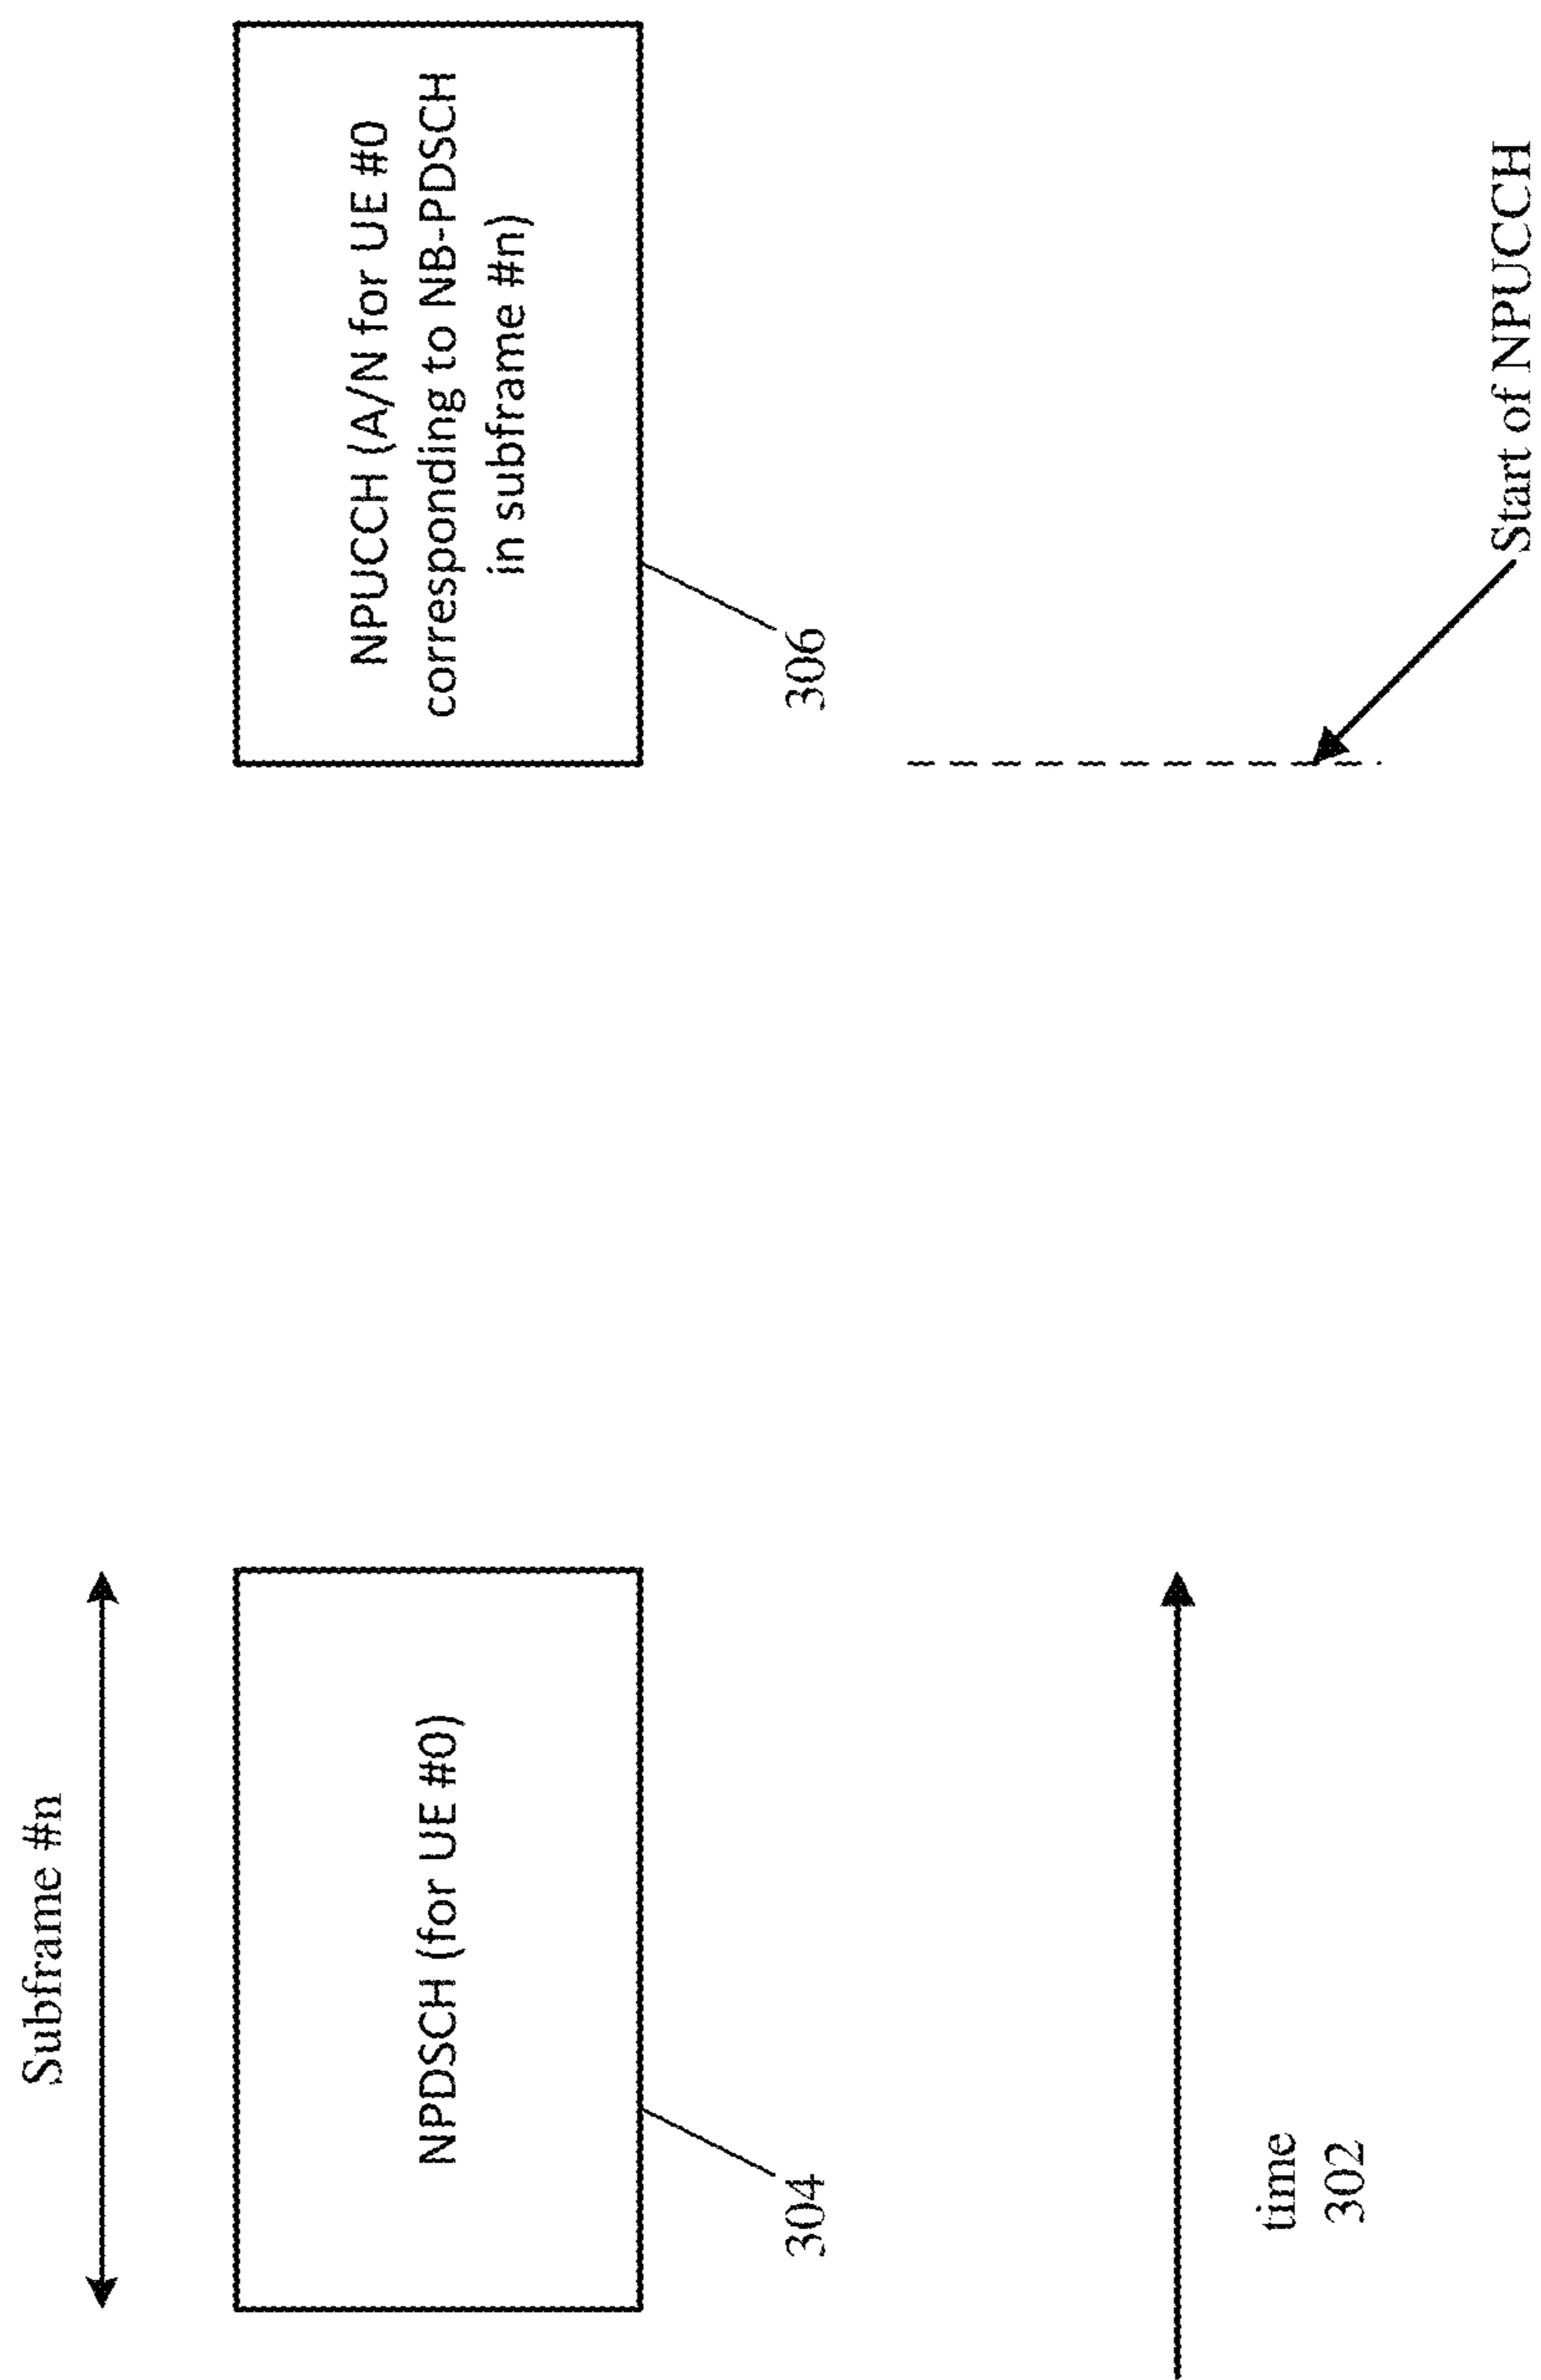 Subframe #n
NPDSCH (for UE #0)
304
NPUCCH (A/N for UE #0
corresponding to NB-PDSCH
in subframe #n)
306
time
302
Start of NPUCCH